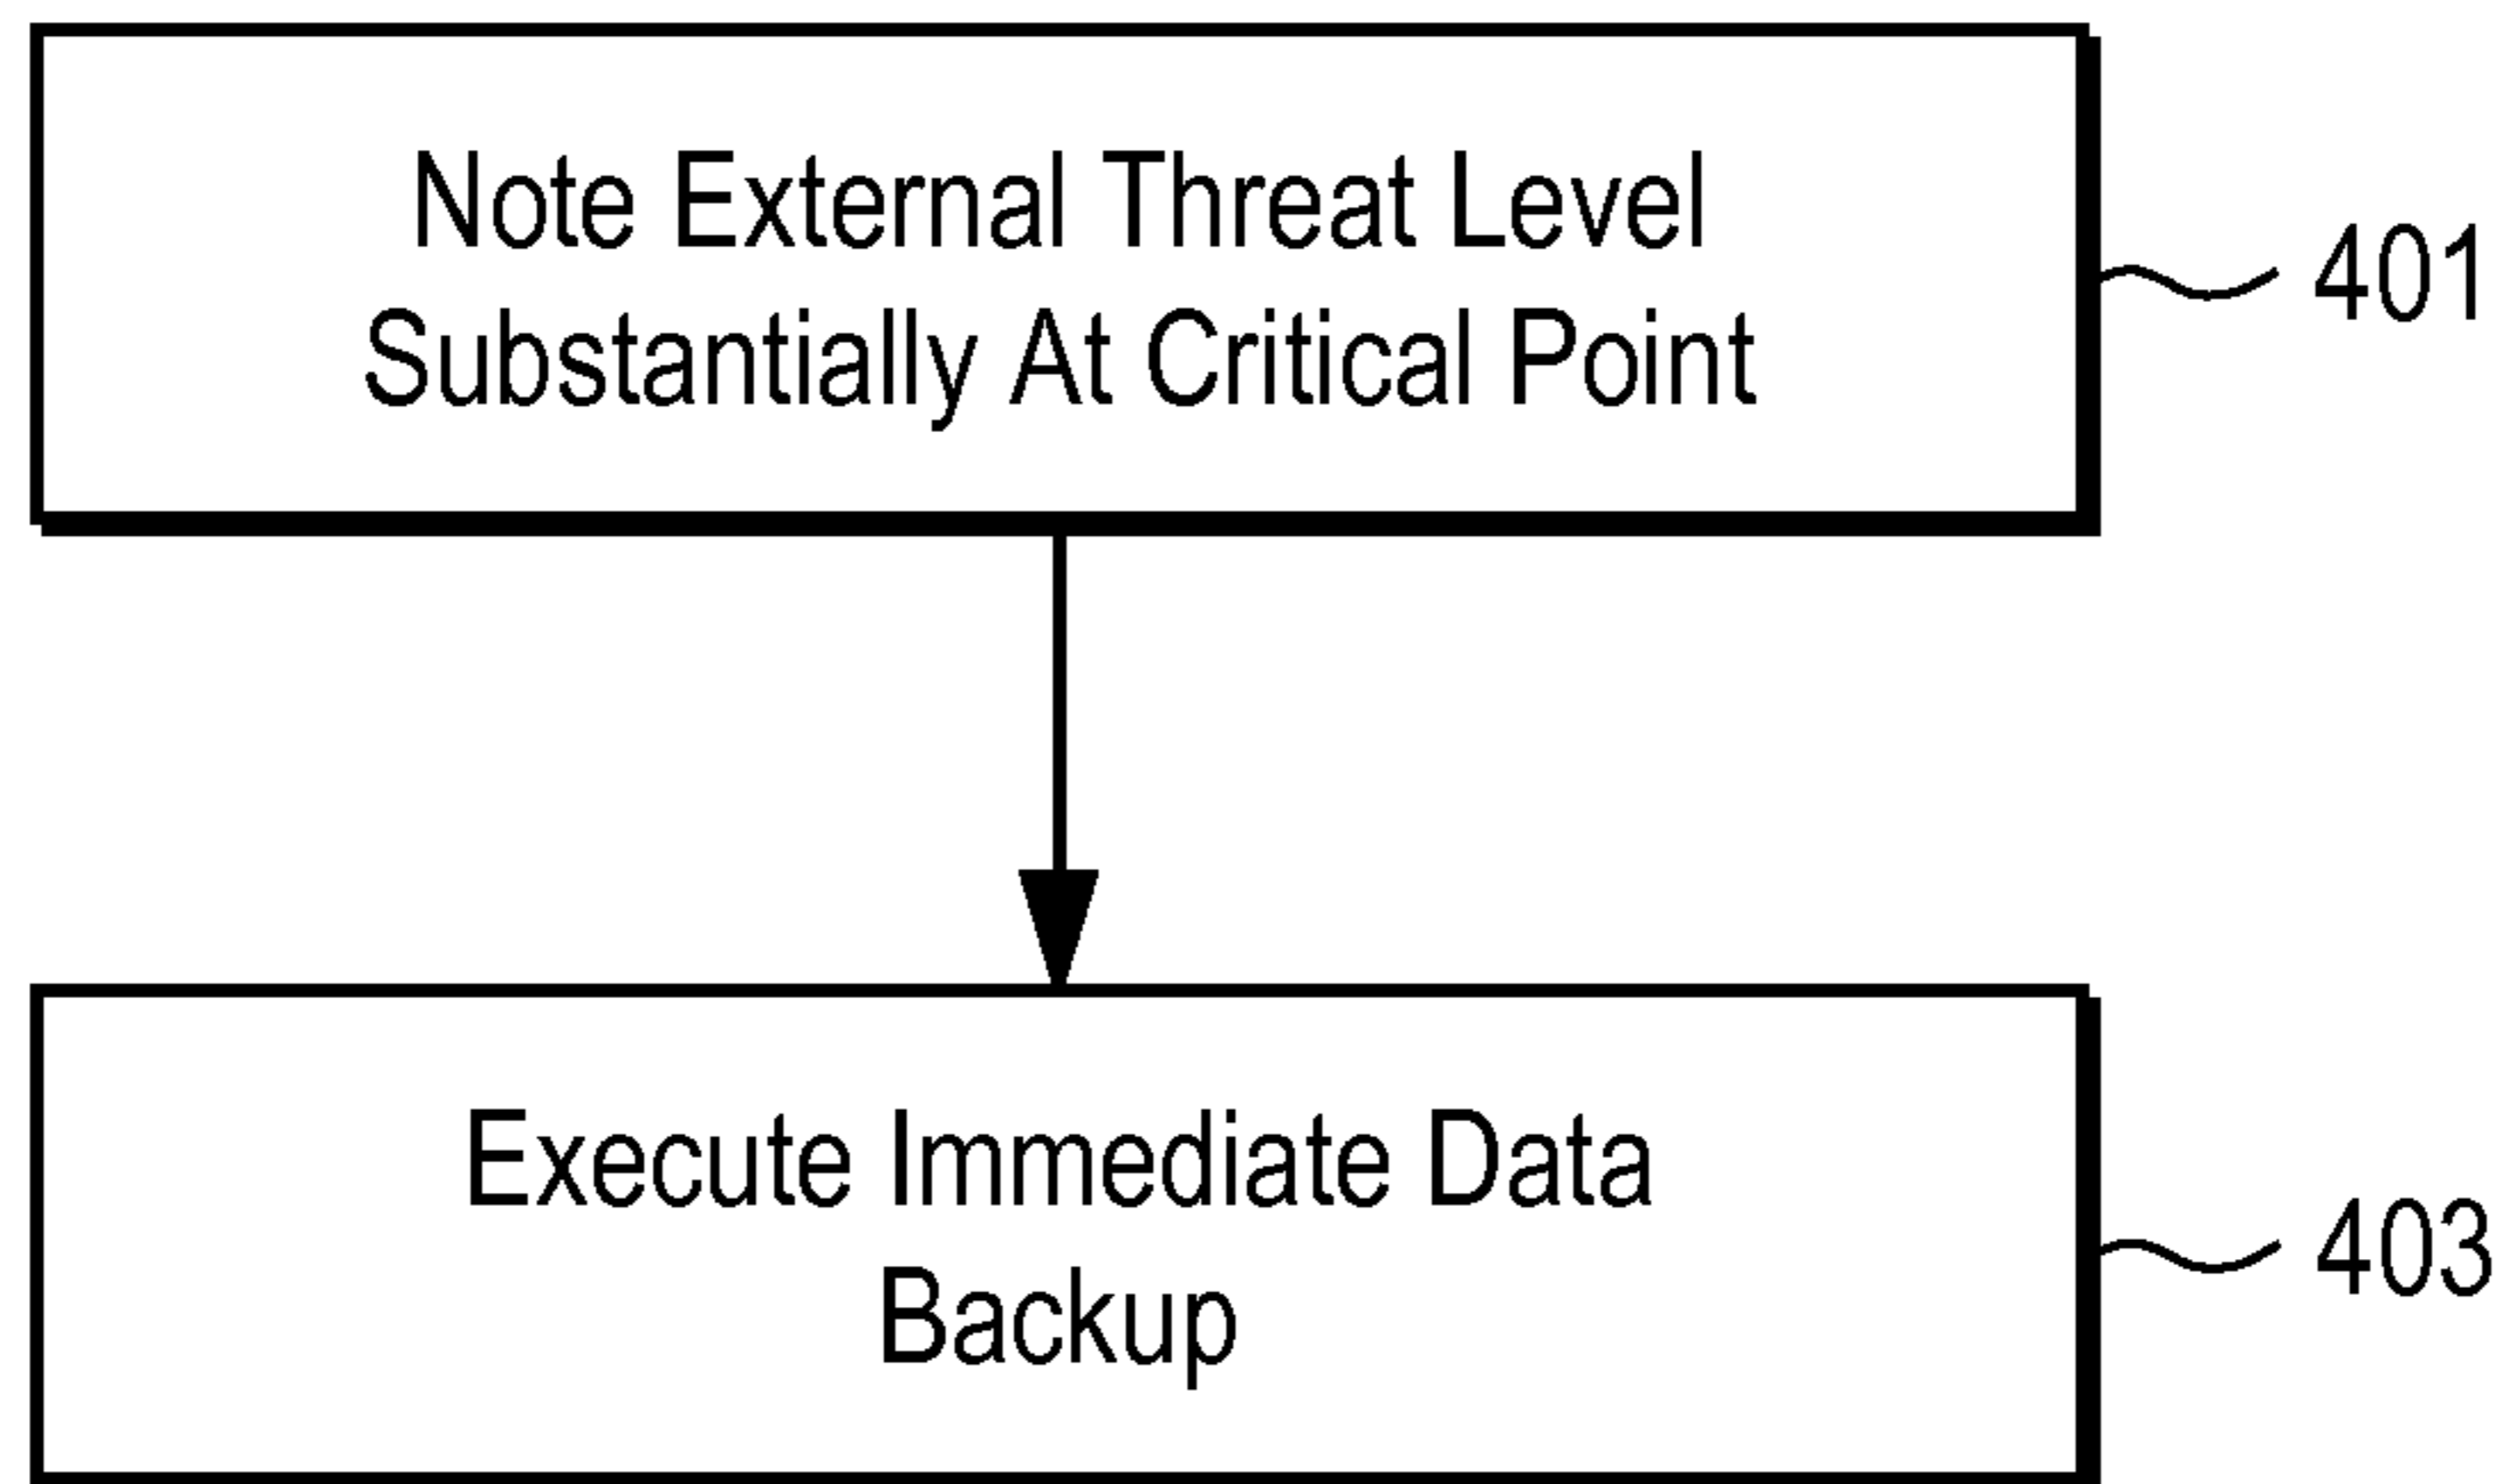 Note External Threat Level
Substantially At Critical Point
401
Execute Immediate Data
Backup
403